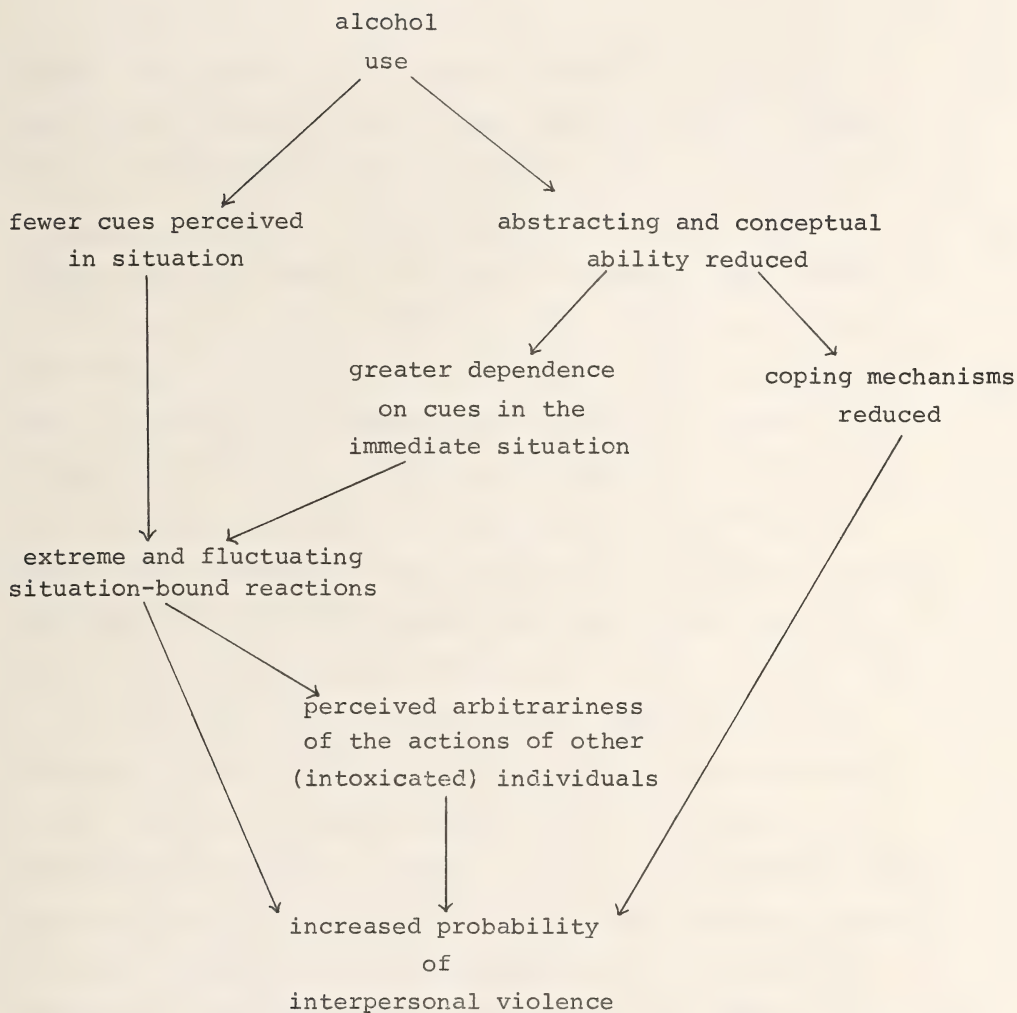 alcohol
use
fewer cues perceived
in situation
abstracting and conceptual
ability reduced
greater dependence
on cues in the
immediate situation
coping mechanisms
reduced
extreme and fluctuating
situation-bound reactions
perceived arbitrariness
of the actions of other
(intoxicated) individuals
increased probability
of
interpersonal violence